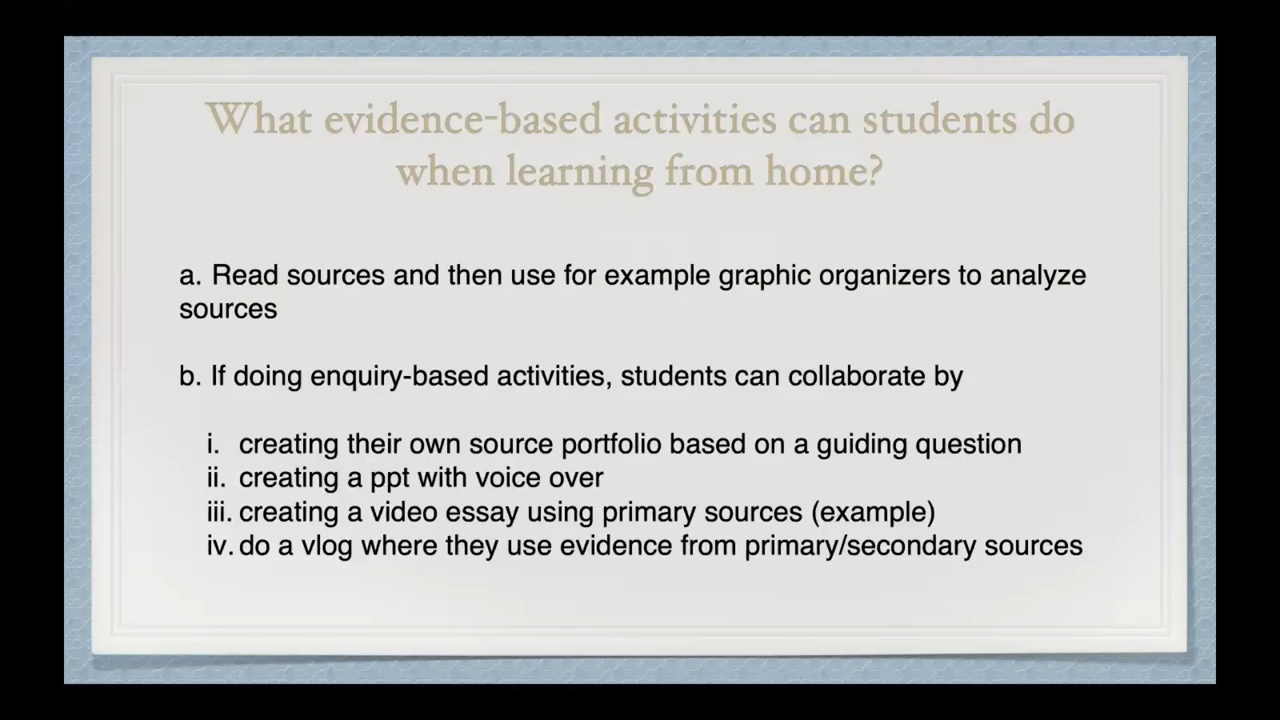 What evidence-based activities can students do
when learning from home?
a. Read sources and then use for example graphic organizers to analyze
sources
b. If doing enquiry-based activities, students can collaborate by
i. creating their own source portfolio based on a guiding question
ii. creating a ppt with voice over
iii. creating a video essay using primary sources (example)
iv. do a vlog where they use evidence from primary/secondary sources